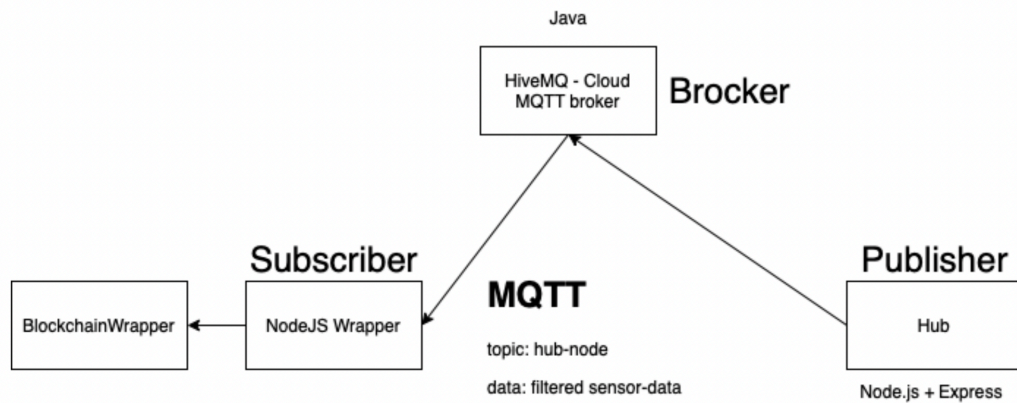 Java
HiveMQ - Cloud
MQTT broker
Brocker
Subscriber
Publisher
BlockchainWrapper
NodeJS Wrapper
MQTT
Hub
topic: hub-node
data: filtered sensor-data
Node.js + Express